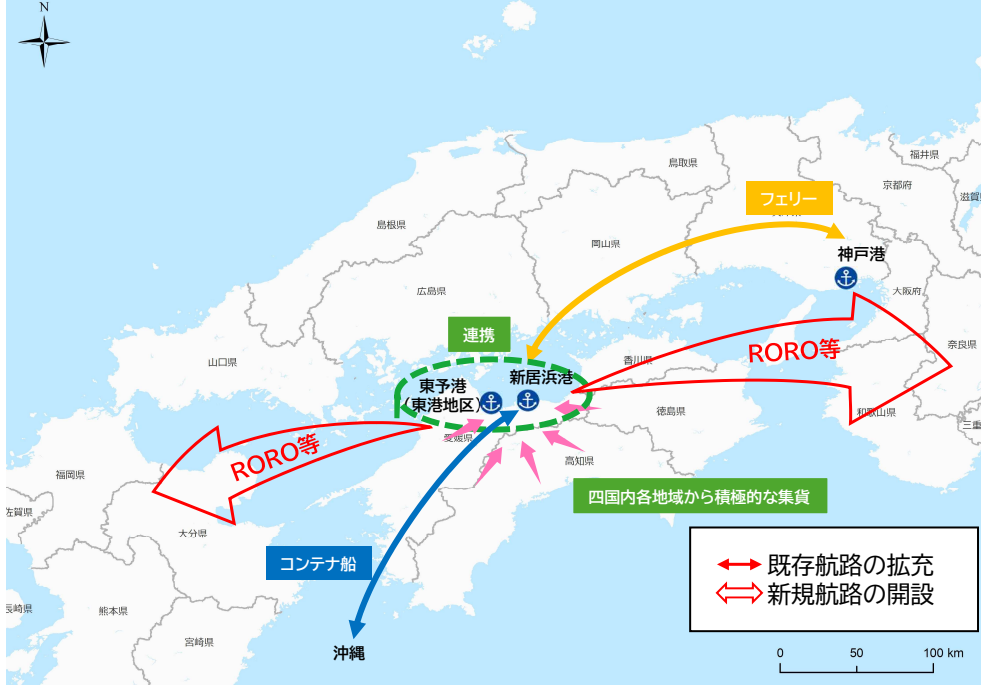 N
福井県
鳥取県
京都府
滋賀
フェリー
島根県
岡山県
神戸港
広島県
大阪府
連携
RORO等
奈良県
山口県
香川県
新居浜港
東予港
(東港地区)
徳島県
和歌山県
三重
愛媛県
RORO等
高知県
福岡県
四国内各地域から積極的な集貨
佐賀県
大分県
コンテナ船
既存航路の拡充
新規航路の開設
長崎県
熊本県
宮崎県
沖縄
0 50 100 km